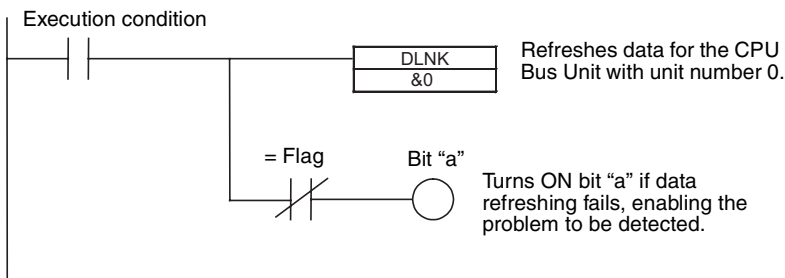 Execution condition
DLNK
&0
Refreshes data for the CPU
Bus Unit with unit number 0.
= Flag
Bit “a”
Turns ON bit “a” if data
refreshing fails, enabling the
problem to be detected.